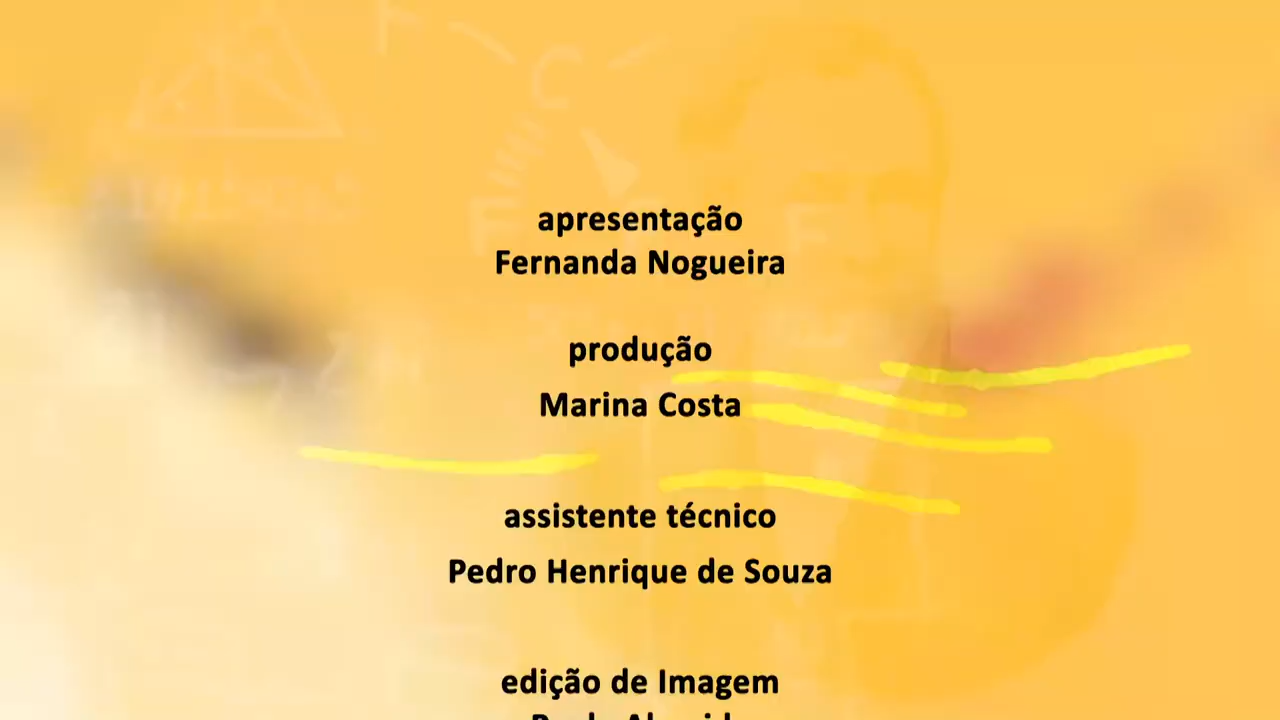 apresentação
Fernanda Nogueira
produção
Marina Costa
assistente técnico
Pedro Henrique de Souza
edição de Imagem